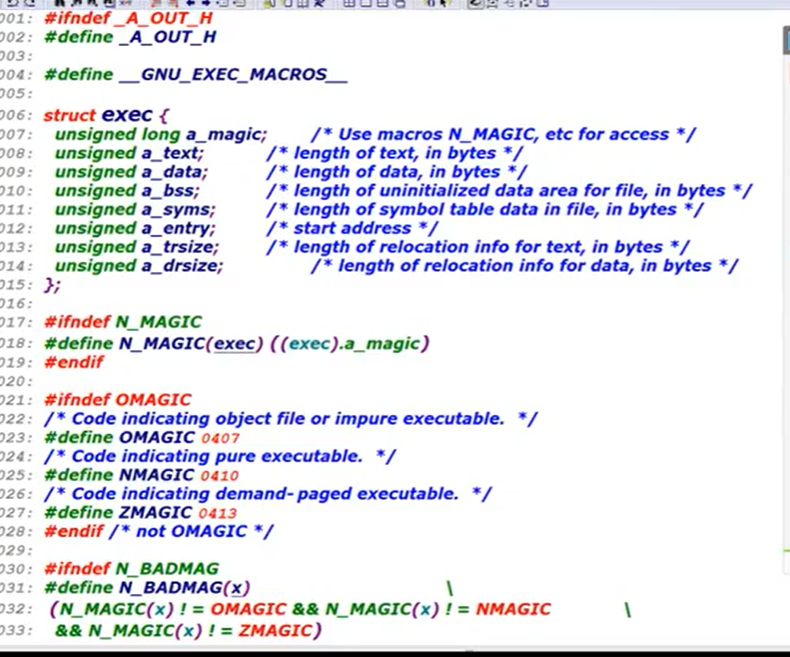 001: #ifndef _A_OUT_H
002: #define _A_OUT_H
003:
004: #define __GNU_EXEC_MACROS__
005:
006: struct exec {
007:   unsigned long a_magic;      /* Use macros N_MAGIC, etc for access */
008:   unsigned a_text;      /* length of text, in bytes */
009:   unsigned a_data;      /* length of data, in bytes */
010:   unsigned a_bss;      /* length of uninitialized data area for file, in bytes */
011:   unsigned a_syms;      /* length of symbol table data in file, in bytes */
012:   unsigned a_entry;      /* start address */
013:   unsigned a_trsize;      /* length of relocation info for text, in bytes */
014:   unsigned a_drsize;      /* length of relocation info for data, in bytes */
015: };
016:
017: #ifndef N_MAGIC
018: #define N_MAGIC(exec) ((exec).a_magic)
019: #endif
020:
021: #ifndef OMAGIC
022: /* Code indicating object file or impure executable.  */
023: #define OMAGIC 0407
024: /* Code indicating pure executable.  */
025: #define NMAGIC 0410
026: /* Code indicating demand-paged executable.  */
027: #define ZMAGIC 0413
028: #endif /* not OMAGIC */
029:
030: #ifndef N_BADMAG
031: #define N_BADMAG(x)      \
032:  (N_MAGIC(x) != OMAGIC && N_MAGIC(x) != NMAGIC      \
033:   && N_MAGIC(x) != ZMAGIC)